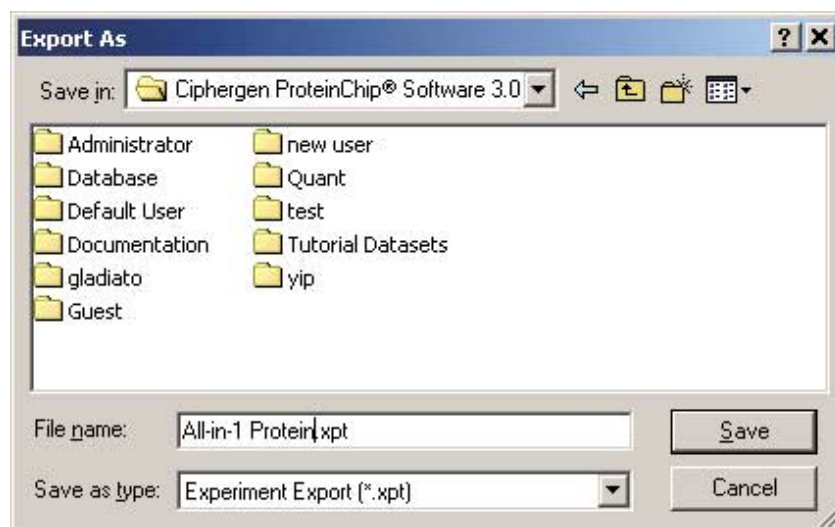 Export As
Save in: Ciphergen ProteinChip® Software 3.0
Administrator
Database
Default User
Documentation
gladiato
Guest
new user
Quant
test
Tutorial Datasets
yip
File name: All-in-1 Protein.xpt
Save
Save as type: Experiment Export (*.xpt)
Cancel